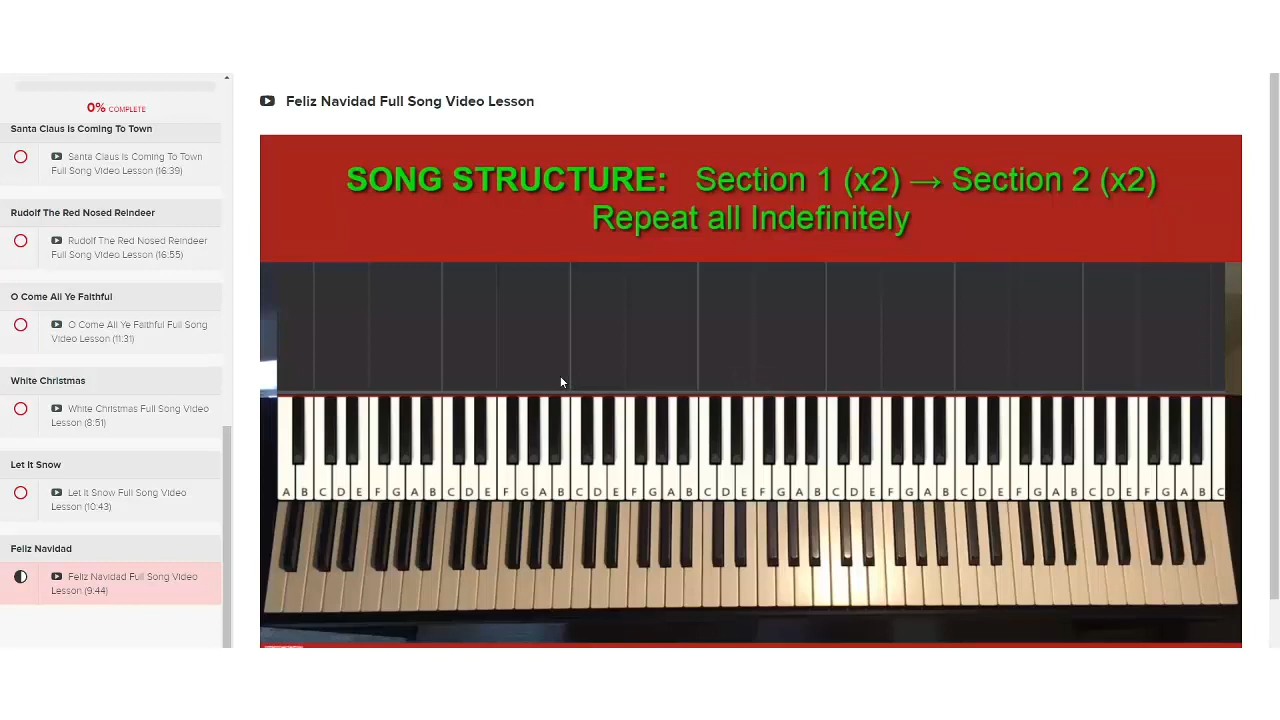 0% COMPLETE
Santa Claus Is Coming To Town
Santa Claus Is Coming To Town
Full Song Video Lesson (16:39)
Rudolf The Red Nosed Reindeer
Rudolf The Red Nosed Reindeer
Full Song Video Lesson (16:55)
O Come All Ye Faithful
O Come All Ye Faithful Full Song
Video Lesson (11:31)
White Christmas
White Christmas Full Song Video
Lesson (8:51)
Let It Snow
Let It Snow Full Song Video
Lesson (10:43)
Feliz Navidad
Feliz Navidad Full Song Video
Lesson (9:44)
Feliz Navidad Full Song Video Lesson
SONG STRUCTURE: Section 1 (x2) → Section 2 (x2)
Repeat all Indefinitely
A B C D E F G A B C D E F G A B C D E F G A B C D E F G A B C D E F G A B C D E F G A B C D E F G A B C